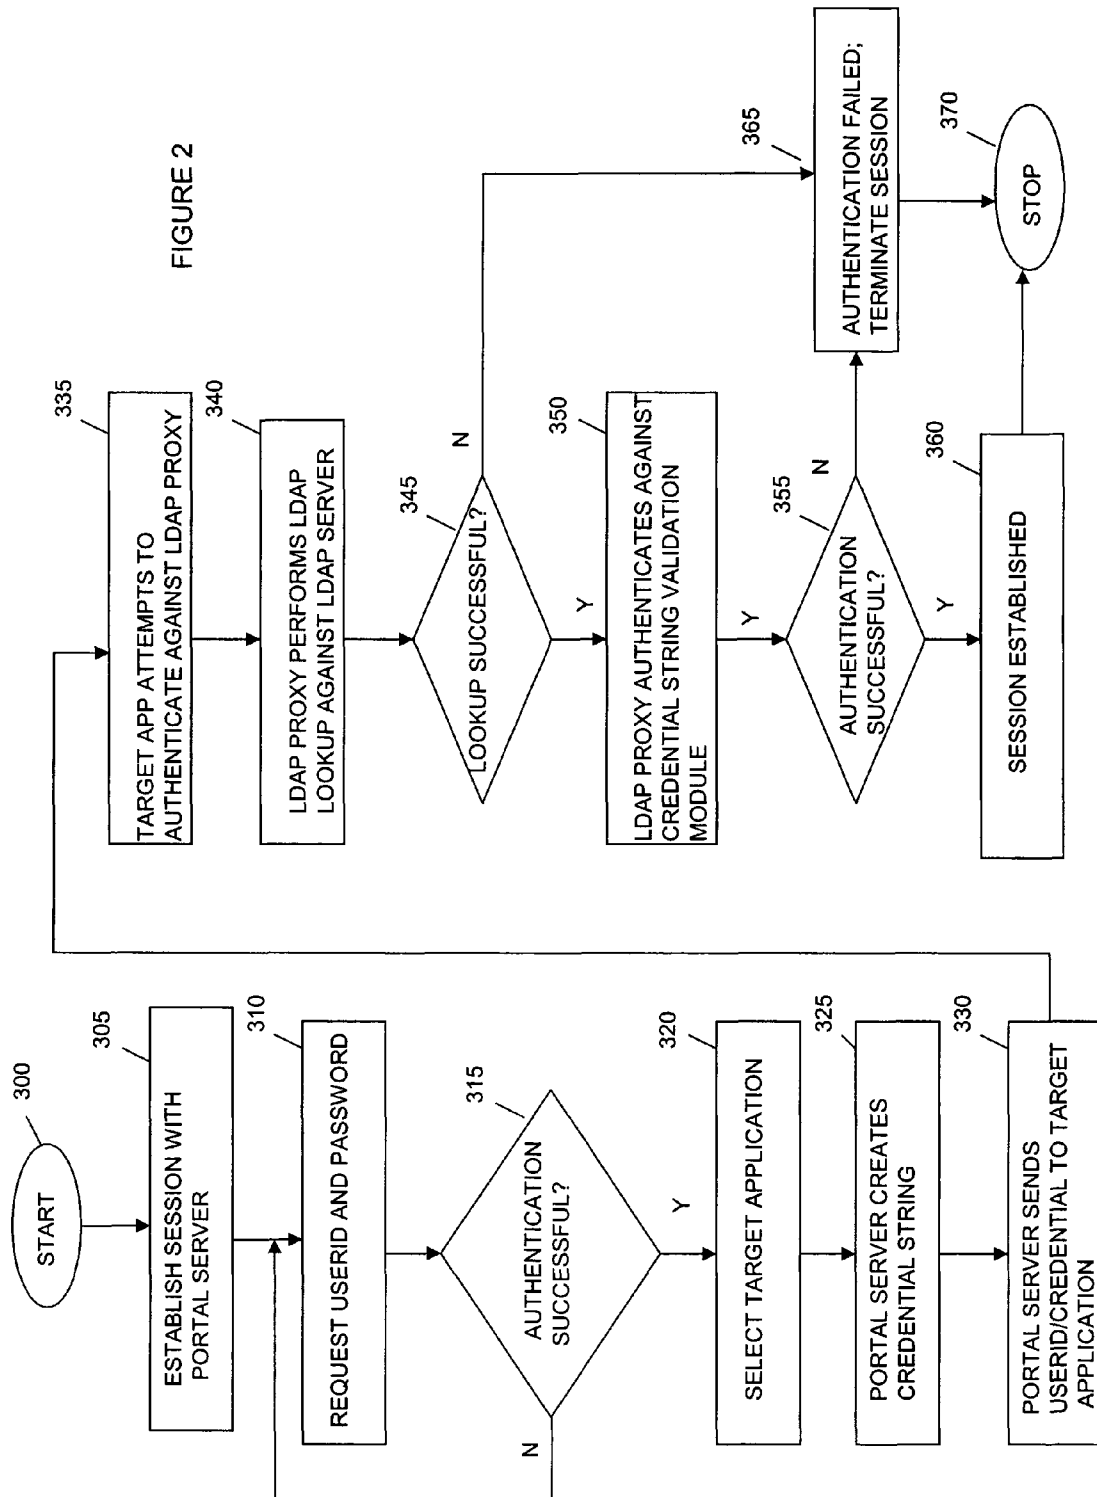 FIGURE 2
300
START
305
ESTABLISH SESSION WITH
PORTAL SERVER
310
REQUEST USERID AND PASSWORD
315
AUTHENTICATION
SUCCESSFUL?
N
Y
320
SELECT TARGET APPLICATION
325
PORTAL SERVER CREATES
CREDENTIAL STRING
330
PORTAL SERVER SENDS
USERID/CREDENTIAL TO TARGET
APPLICATION
335
TARGET APP ATTEMPTS TO
AUTHENTICATE AGAINST LDAP PROXY
340
LDAP PROXY PERFORMS LDAP
LOOKUP AGAINST LDAP SERVER
345
LOOKUP SUCCESSFUL?
N
Y
350
LDAP PROXY AUTHENTICATES AGAINST
CREDENTIAL STRING VALIDATION
MODULE
Y
355
AUTHENTICATION
SUCCESSFUL?
N
Y
360
SESSION ESTABLISHED
365
AUTHENTICATION FAILED;
TERMINATE SESSION
370
STOP